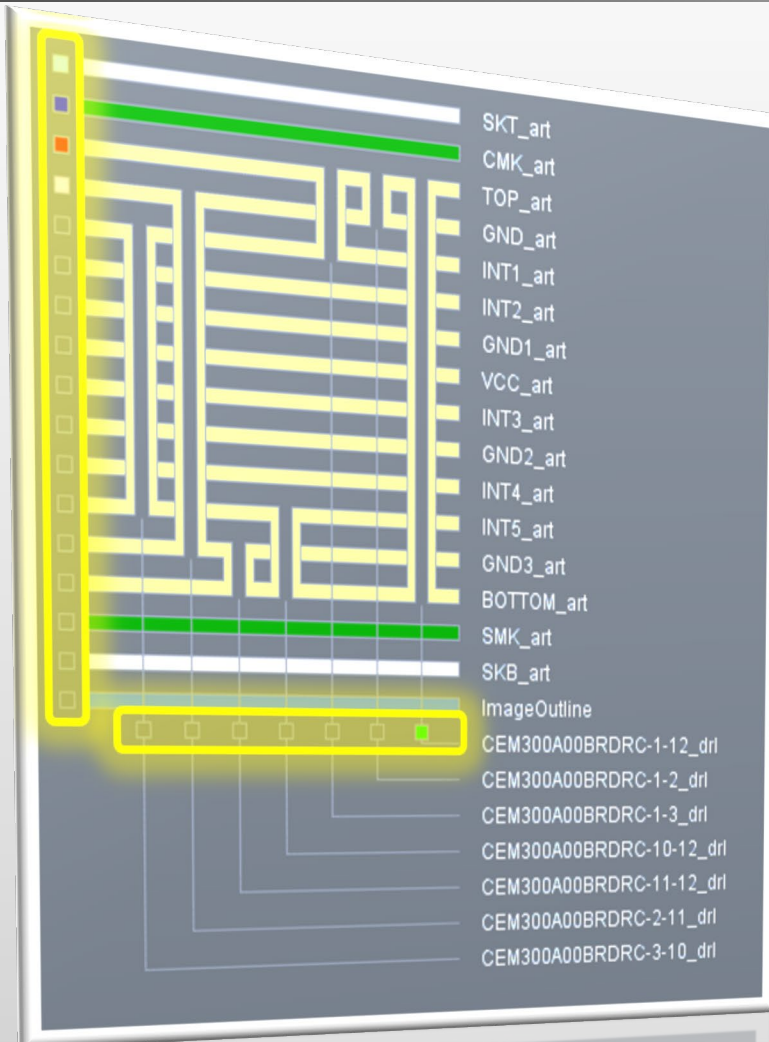 SKT_art
CMK_art
TOP_art
GND_art
INT1_art
INT2_art
GND1_art
VCC_art
INT3_art
GND2_art
INT4_art
INT5_art
GND3_art
BOTTOM_art
SMK_art
SKB_art
ImageOutline
CEM300A00BRDRC-1-12_drl
CEM300A00BRDRC-1-2_drl
CEM300A00BRDRC-1-3_drl
CEM300A00BRDRC-10-12_drl
CEM300A00BRDRC-11-12_drl
CEM300A00BRDRC-2-11_drl
CEM300A00BRDRC-3-10_drl